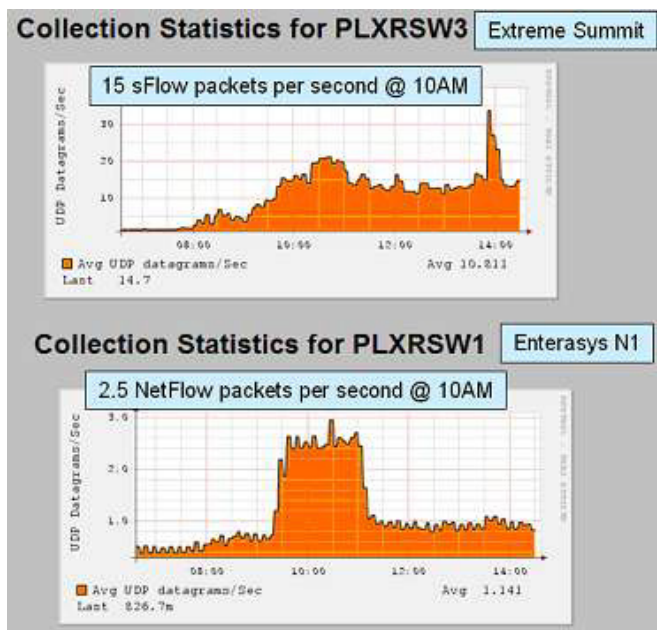 Collection Statistics for PLXRSW3 Extreme Summit
15 sFlow packets per second @ 10AM
UDP Datagrams/Sec
30
20
10
08:00 10:00 12:00 14:00
Avg UDP datagrams/Sec Avg 10.811
Last 14.7
Collection Statistics for PLXRSW1 Enterasys N1
2.5 NetFlow packets per second @ 10AM
UDP Datagrams/Sec
3.0
2.0
1.0
08:00 10:00 12:00 14:00
Avg UDP datagrams/Sec Avg 1.141
Last 826.7m